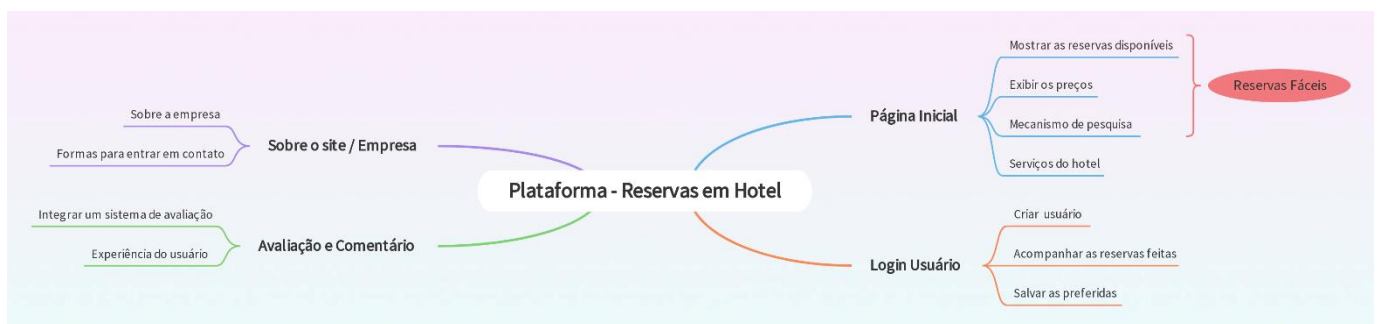 Plataforma - Reservas em Hotel
Página Inicial
Mostrar as reservas disponíveis
Exibir os preços
Mecanismo de pesquisa
Serviços do hotel
Reservas Fáceis
Login Usuário
Criar usuário
Acompanhar as reservas feitas
Salvar as preferidas
Sobre o site / Empresa
Sobre a empresa
Formas para entrar em contato
Avaliação e Comentário
Integrar um sistema de avaliação
Experiência do usuário